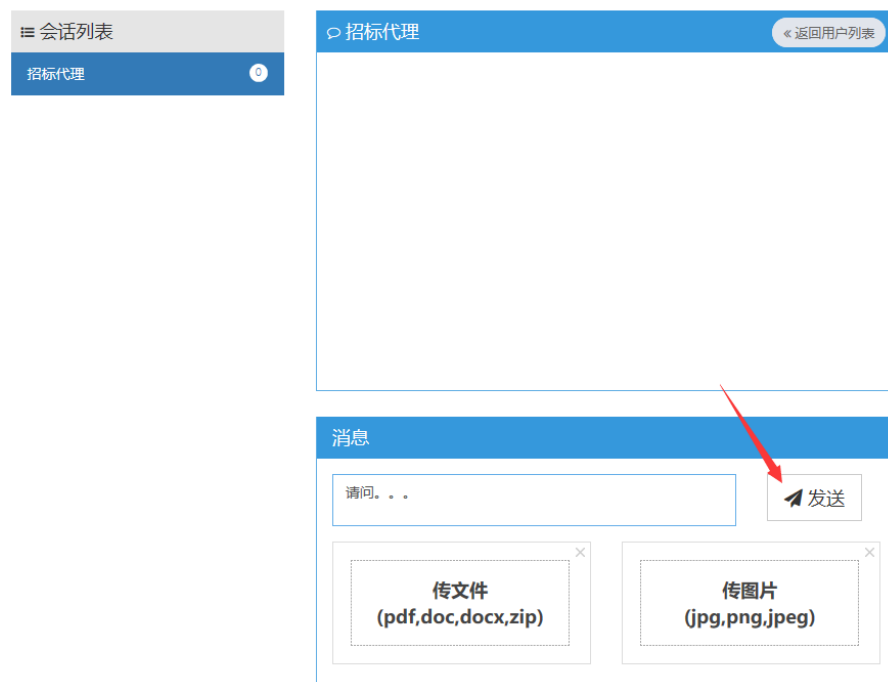 会话列表
招标代理
0
招标代理
«返回用户列表
消息
请问。。。
发送
×
传文件
(pdf,doc,docx,zip)
×
传图片
(jpg,png,jpeg)